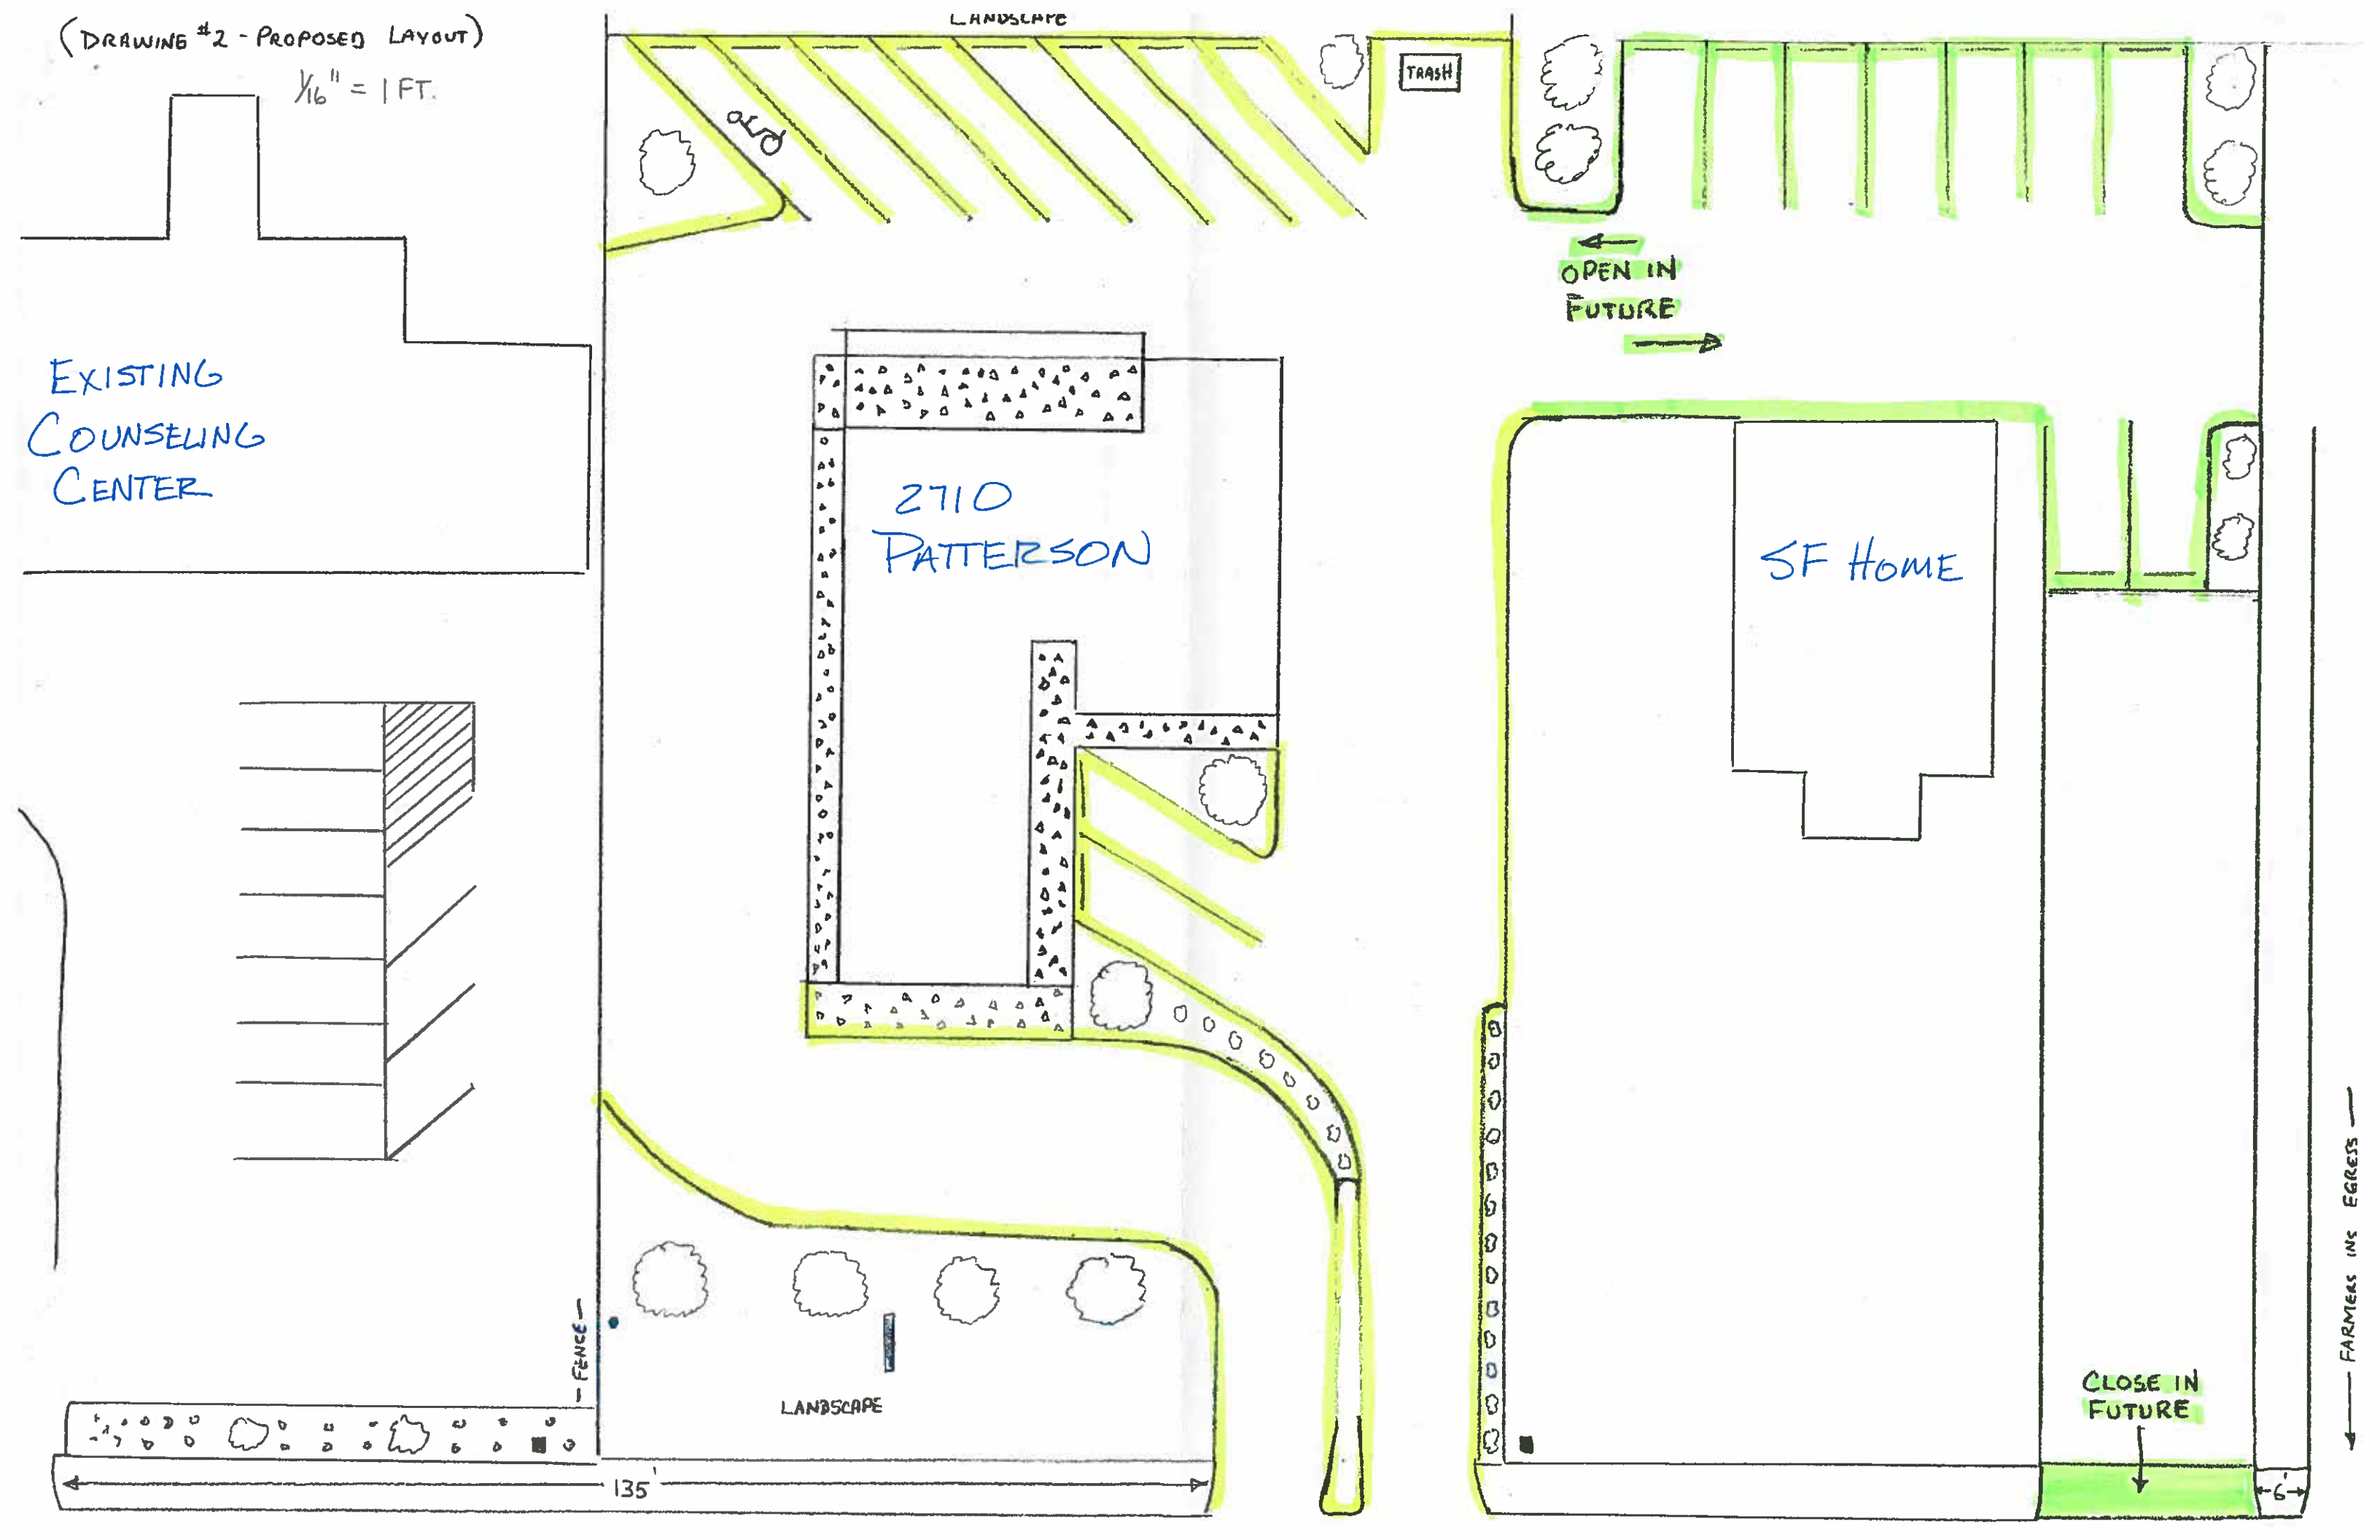 (DRAWING #2 - PROPOSED LAYOUT)
1/16" = 1 FT.
LANDSCAPE
TRASH
OPEN IN
FUTURE
EXISTING
COUNSELING
CENTER
2710
PATTERSON
SF HOME
- FENCE -
LANDSCAPE
135'
CLOSE IN
FUTURE
6'
FARMERS INS EGRESS